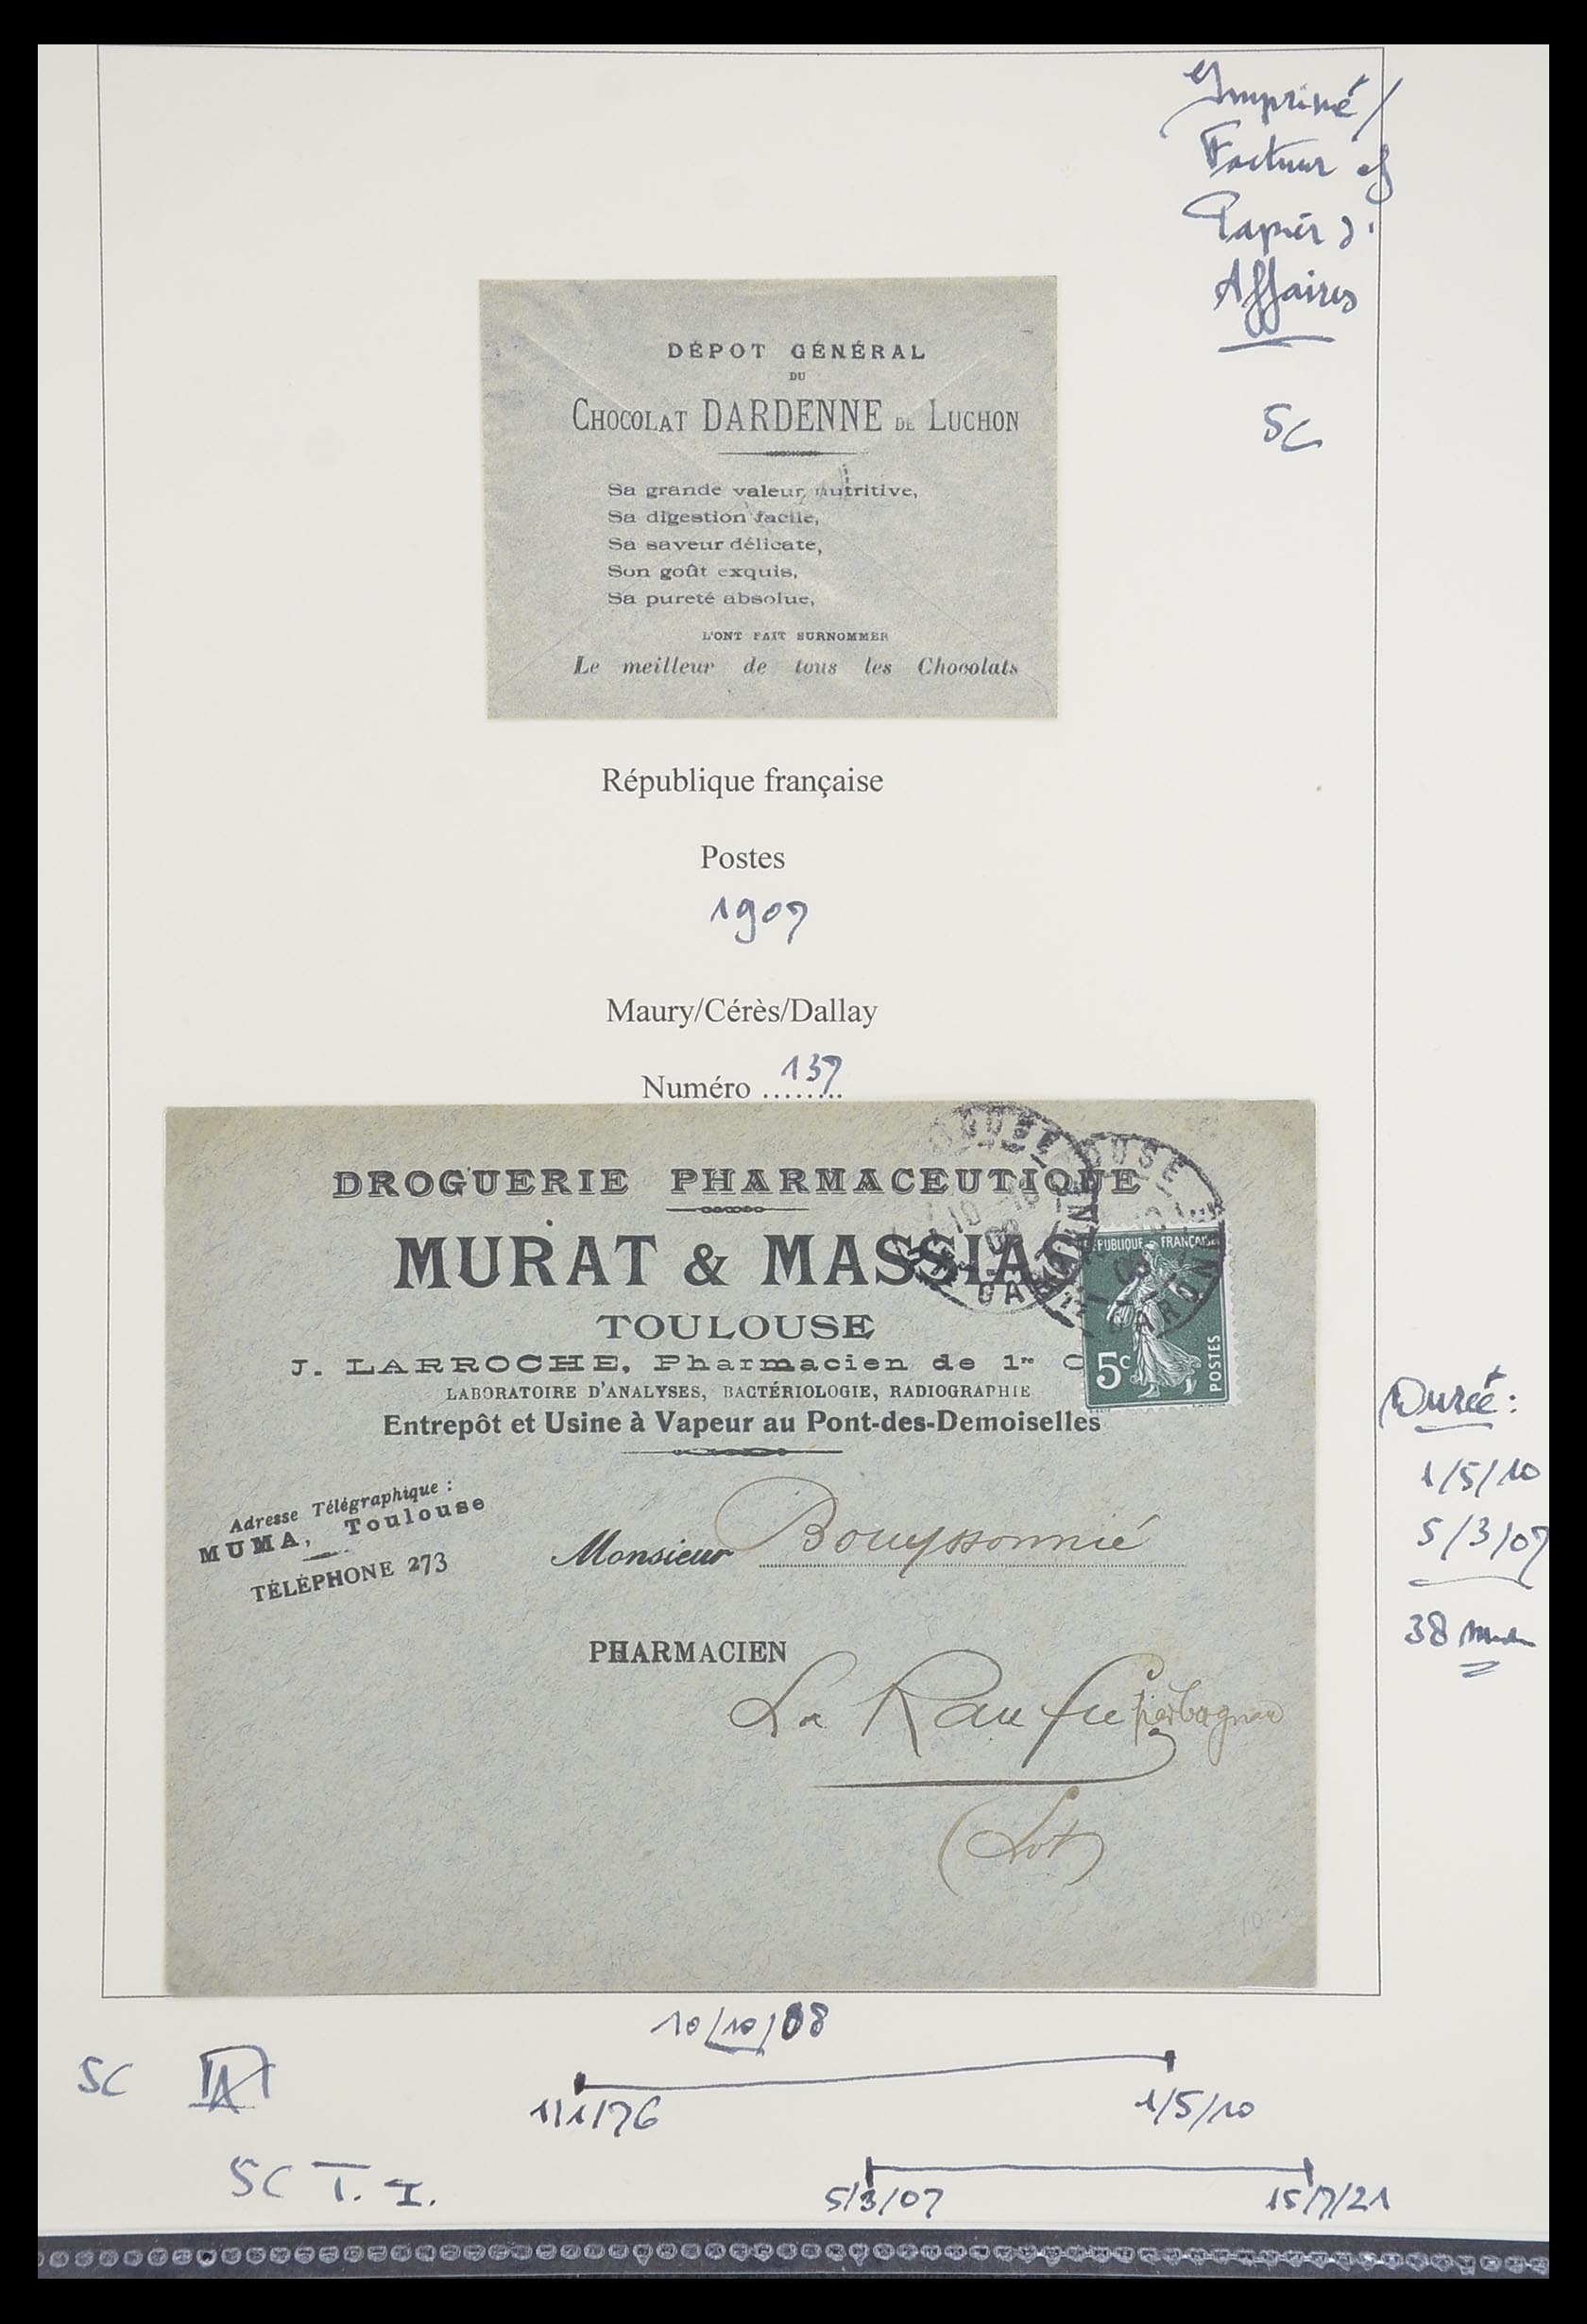 Imprimé /
Facture et
Papier d'
Affaires
5c
DÉPOT GÉNÉRAL
DU
CHOCOLAT DARDENNE DE LUCHON
Sa grande valeur nutritive,
Sa digestion facile,
Sa saveur délicate,
Son goût exquis,
Sa pureté absolue,
L'ONT FAIT SURNOMMER
Le meilleur de tous les Chocolats
République française
Postes
1907
Maury/Cérès/Dallay
Numéro ........ 137
DROGUERIE PHARMACEUTIQUE
MURAT & MASSIAS
TOULOUSE
J. LARROCHE, Pharmacien de 1re C
LABORATOIRE D'ANALYSES, BACTÉRIOLOGIE, RADIOGRAPHIE
Entrepôt et Usine à Vapeur au Pont-des-Demoiselles
REPUBLIQUE FRANÇAISE
5c
POSTES
Adresse Télégraphique :
MUMA, Toulouse
TÉLÉPHONE 273
Monsieur Bouyssonnié
PHARMACIEN
La Raufie
(Lot)
Durée :
1/5/10
5/3/07
38
10/10/08
5c
1/1/76
1/5/10
5c T. I.
5/3/07
15/7/21